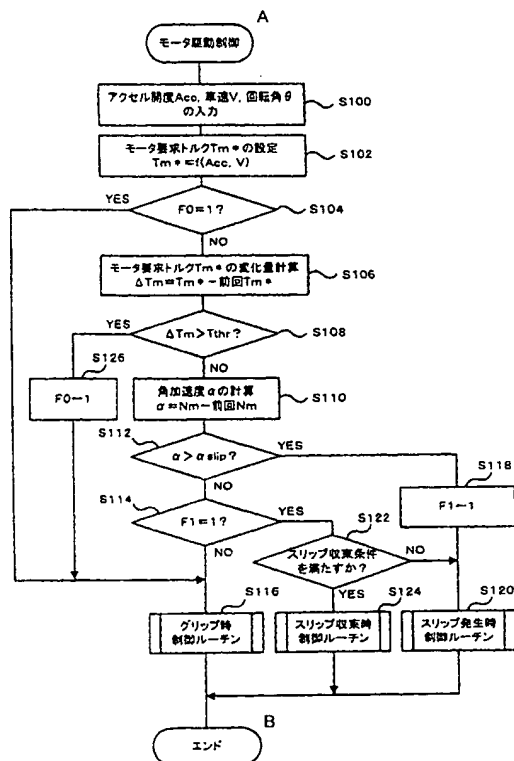 A
モータ駆動制御
アクセル開度Acc, 車速V, 回転角θ
の入力
S100
モータ要求トルクTm*の設定
Tm*=f(Acc, V)
S102
YES
F0=1?
S104
NO
モータ要求トルクTm*の変化量計算
ΔTm=Tm*-前回Tm*
S106
YES
ΔTm>Tthr?
S108
S126
NO
F0←1
角加速度αの計算
α=Nm-前回Nm
S110
S112
α>αslip?
YES
S114
NO
S118
F1=1?
YES
F1←1
S122
NO
スリップ収束条件
を満たすか?
NO
YES
S116
S124
S120
グリップ時
制御ルーチン
スリップ収束時
制御ルーチン
スリップ発生時
制御ルーチン
B
エンド